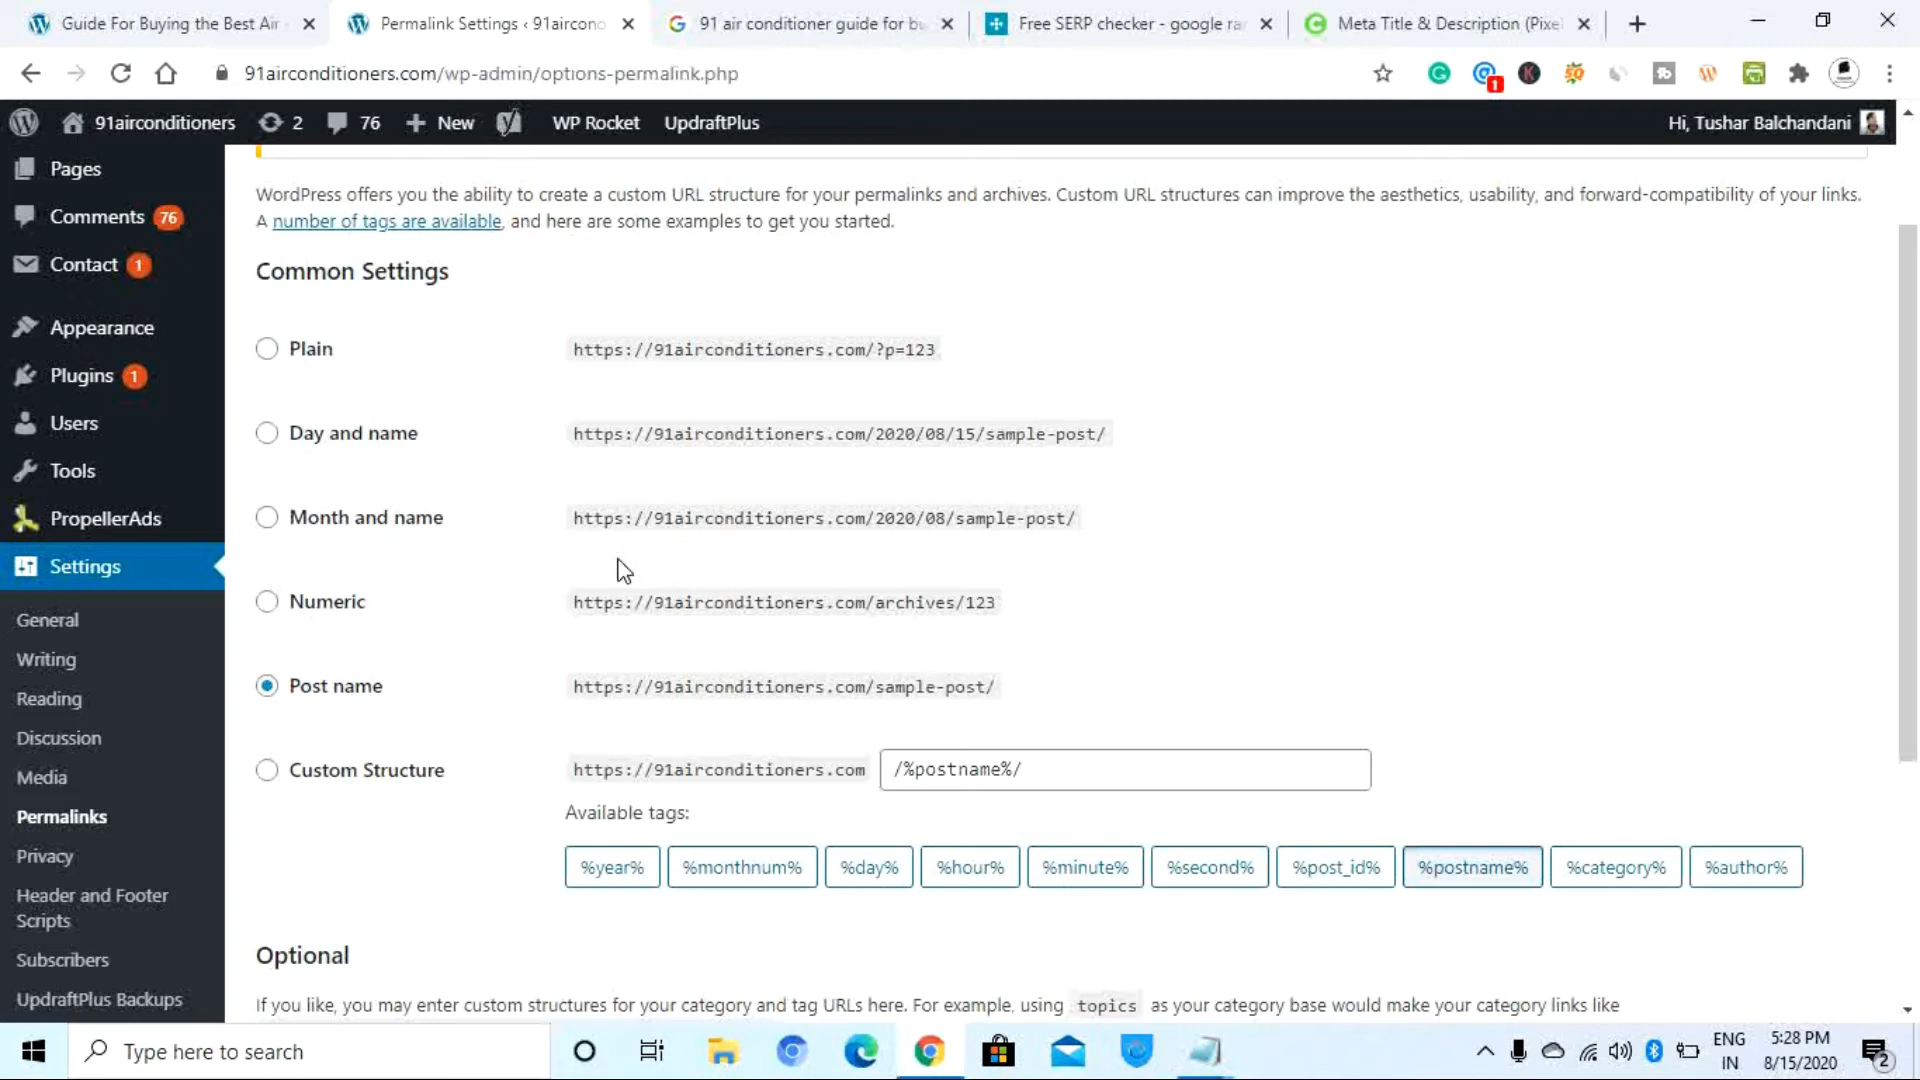 Guide For Buying the Best Air
Permalink Settings ‹ 91aircono
91 air conditioner guide for bu
Free SERP checker - google ra
Meta Title & Description (Pixel
91airconditioners.com/wp-admin/options-permalink.php
1
91airconditioners
2
76
New
WP Rocket
UpdraftPlus
Hi, Tushar Balchandani
Pages
Comments 76
Contact 1
Appearance
Plugins 1
Users
Tools
PropellerAds
Settings
General
Writing
Reading
Discussion
Media
Permalinks
Privacy
Header and Footer
Scripts
Subscribers
UpdraftPlus Backups
WordPress offers you the ability to create a custom URL structure for your permalinks and archives. Custom URL structures can improve the aesthetics, usability, and forward-compatibility of your links.
A number of tags are available, and here are some examples to get you started.
Common Settings
Plain https://91airconditioners.com/?p=123
Day and name https://91airconditioners.com/2020/08/15/sample-post/
Month and name https://91airconditioners.com/2020/08/sample-post/
Numeric https://91airconditioners.com/archives/123
Post name https://91airconditioners.com/sample-post/
Custom Structure https://91airconditioners.com /%postname%/
Available tags:
%year% %monthnum% %day% %hour% %minute% %second% %post_id% %postname% %category% %author%
Optional
If you like, you may enter custom structures for your category and tag URLs here. For example, using topics as your category base would make your category links like
Type here to search
ENG
IN
5:28 PM
8/15/2020
2